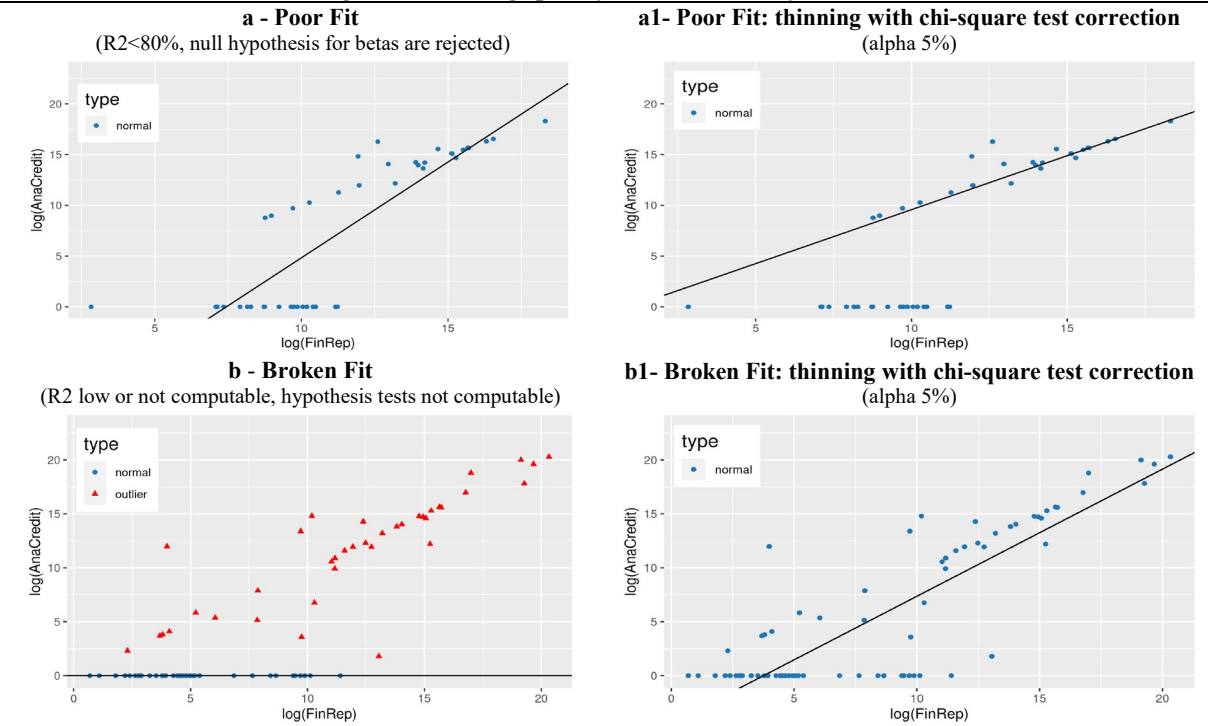 a - Poor Fit
(R2<80%, null hypothesis for betas are rejected)
type
normal
log(AnaCredit)
20
15
10
5
0
5
10
15
log(FinRep)
a1- Poor Fit: thinning with chi-square test correction
(alpha 5%)
type
normal
log(AnaCredit)
20
15
10
5
0
5
10
15
log(FinRep)
b - Broken Fit
(R2 low or not computable, hypothesis tests not computable)
type
normal
outlier
log(AnaCredit)
20
15
10
5
0
0
5
10
15
20
log(FinRep)
b1- Broken Fit: thinning with chi-square test correction
(alpha 5%)
type
normal
log(AnaCredit)
20
15
10
5
0
0
5
10
15
20
log(FinRep)